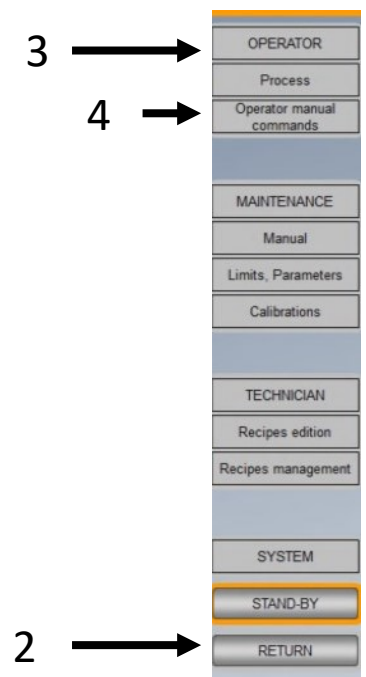 3
OPERATOR
Process
4
Operator manual
commands
MAINTENANCE
Manual
Limits, Parameters
Calibrations
TECHNICIAN
Recipes edition
Recipes management
SYSTEM
STAND-BY
2
RETURN